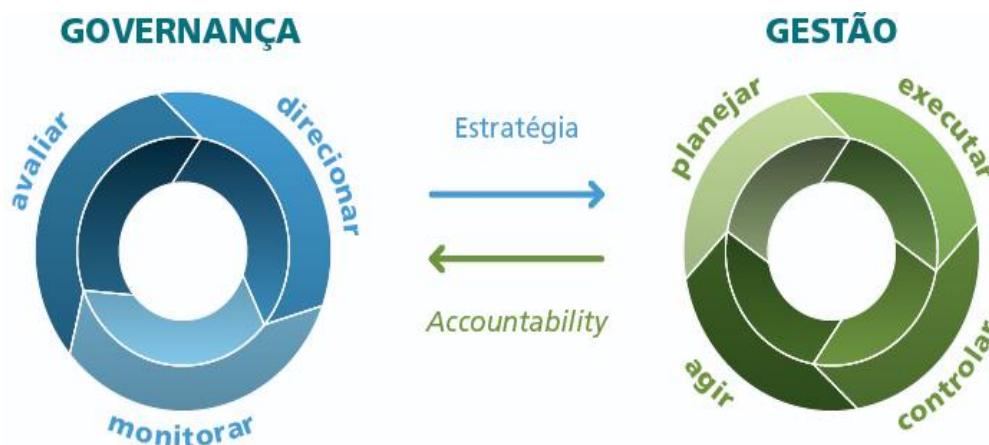 GOVERNANÇA
avaliar
direcionar
monitorar
Estratégia
Accountability
GESTÃO
planejar
executar
controlar
agir